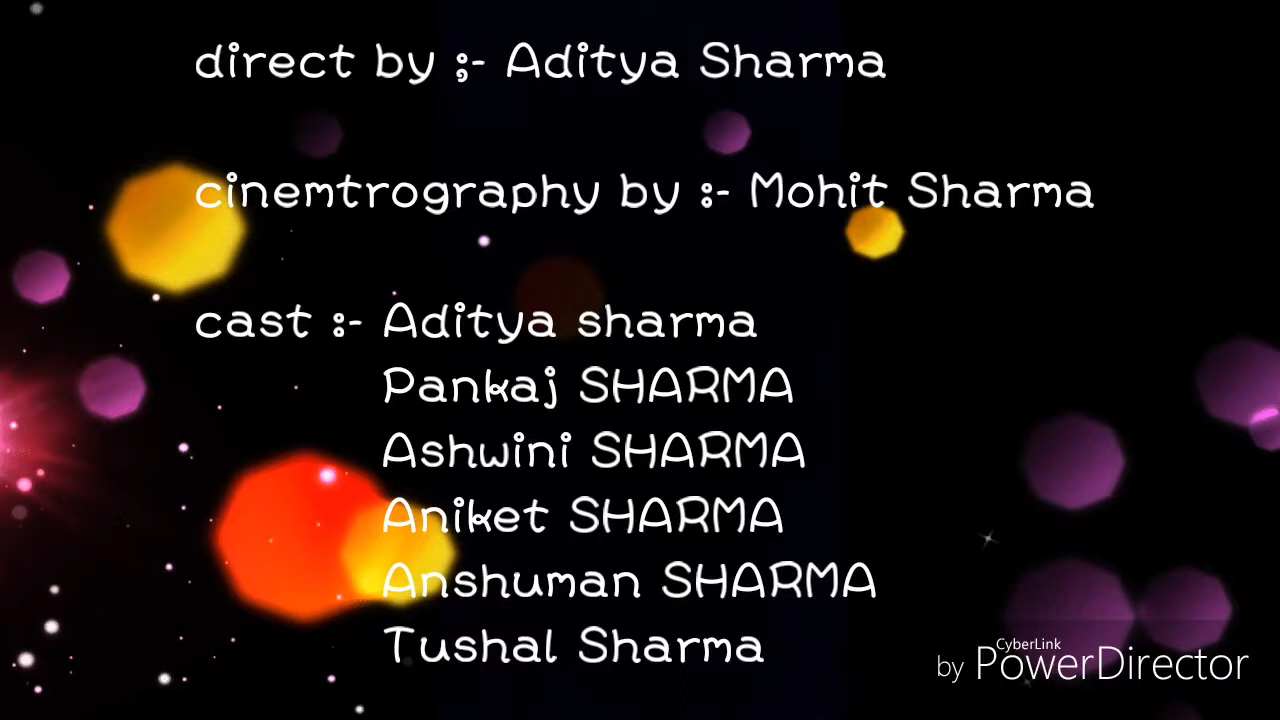 direct by ;- Aditya Sharma
cinemtrography by :- Mohit Sharma
cast :- Aditya sharma
Pankaj SHARMA
Ashwini SHARMA
Aniket SHARMA
Anshuman SHARMA
Tushal Sharma
CyberLink
by PowerDirector